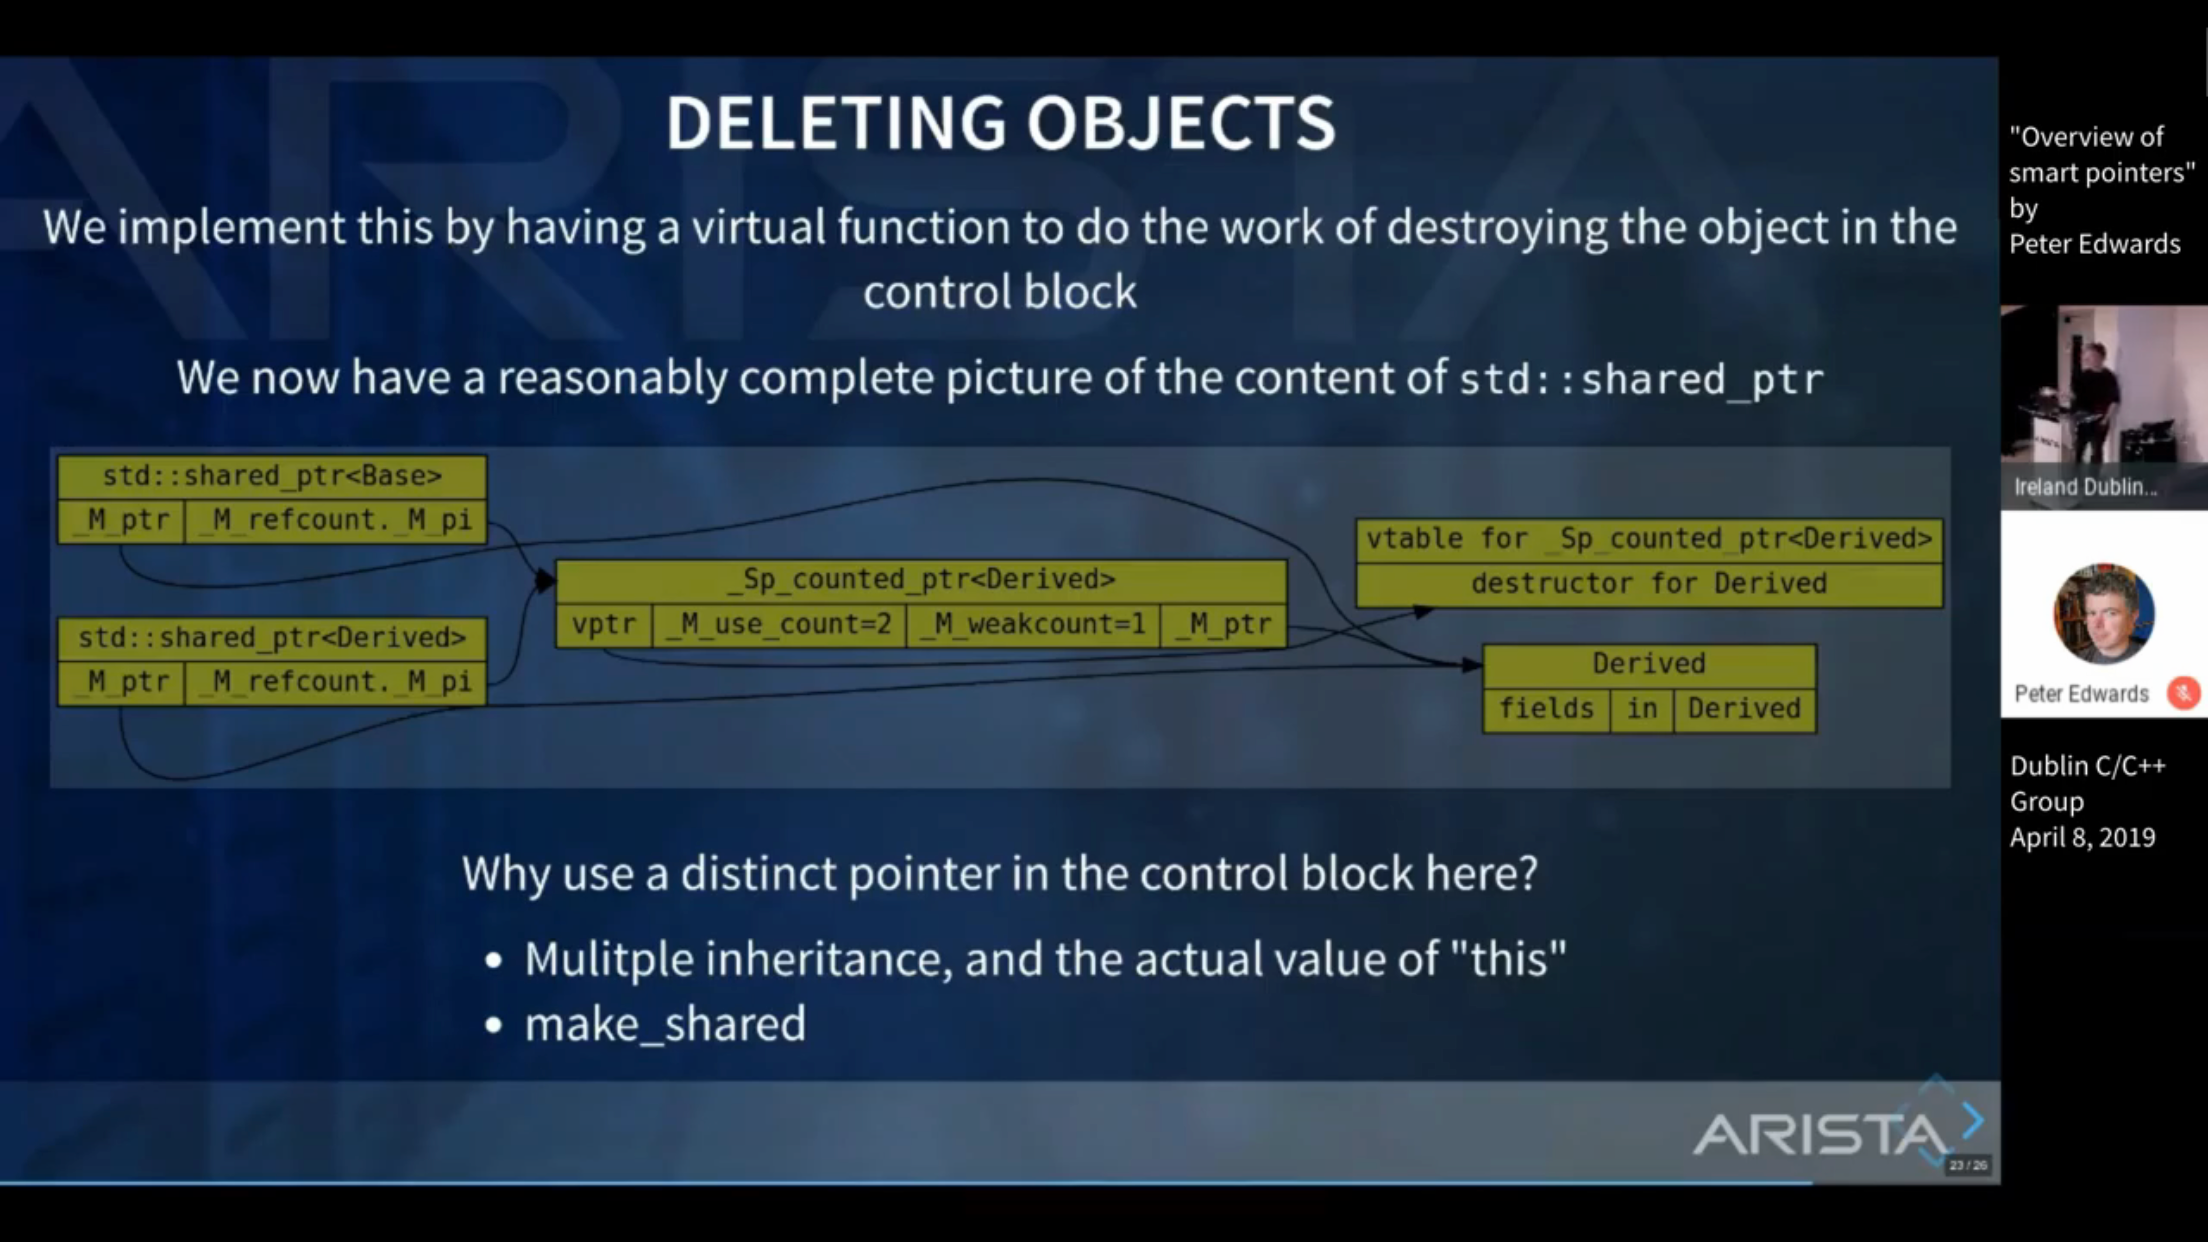 DELETING OBJECTS
We implement this by having a virtual function to do the work of destroying the object in the
control block
We now have a reasonably complete picture of the content of std::shared_ptr
std::shared_ptr<Base>
_M_ptr _M_refcount._M_pi
std::shared_ptr<Derived>
_M_ptr _M_refcount._M_pi
_Sp_counted_ptr<Derived>
vptr _M_use_count=2 _M_weakcount=1 _M_ptr
vtable for _Sp_counted_ptr<Derived>
destructor for Derived
Derived
fields in Derived
Why use a distinct pointer in the control block here?
• Mulitple inheritance, and the actual value of "this"
• make_shared
ARISTA
23 / 26
"Overview of
smart pointers"
by
Peter Edwards
Ireland Dublin...
Peter Edwards
Dublin C/C++
Group
April 8, 2019